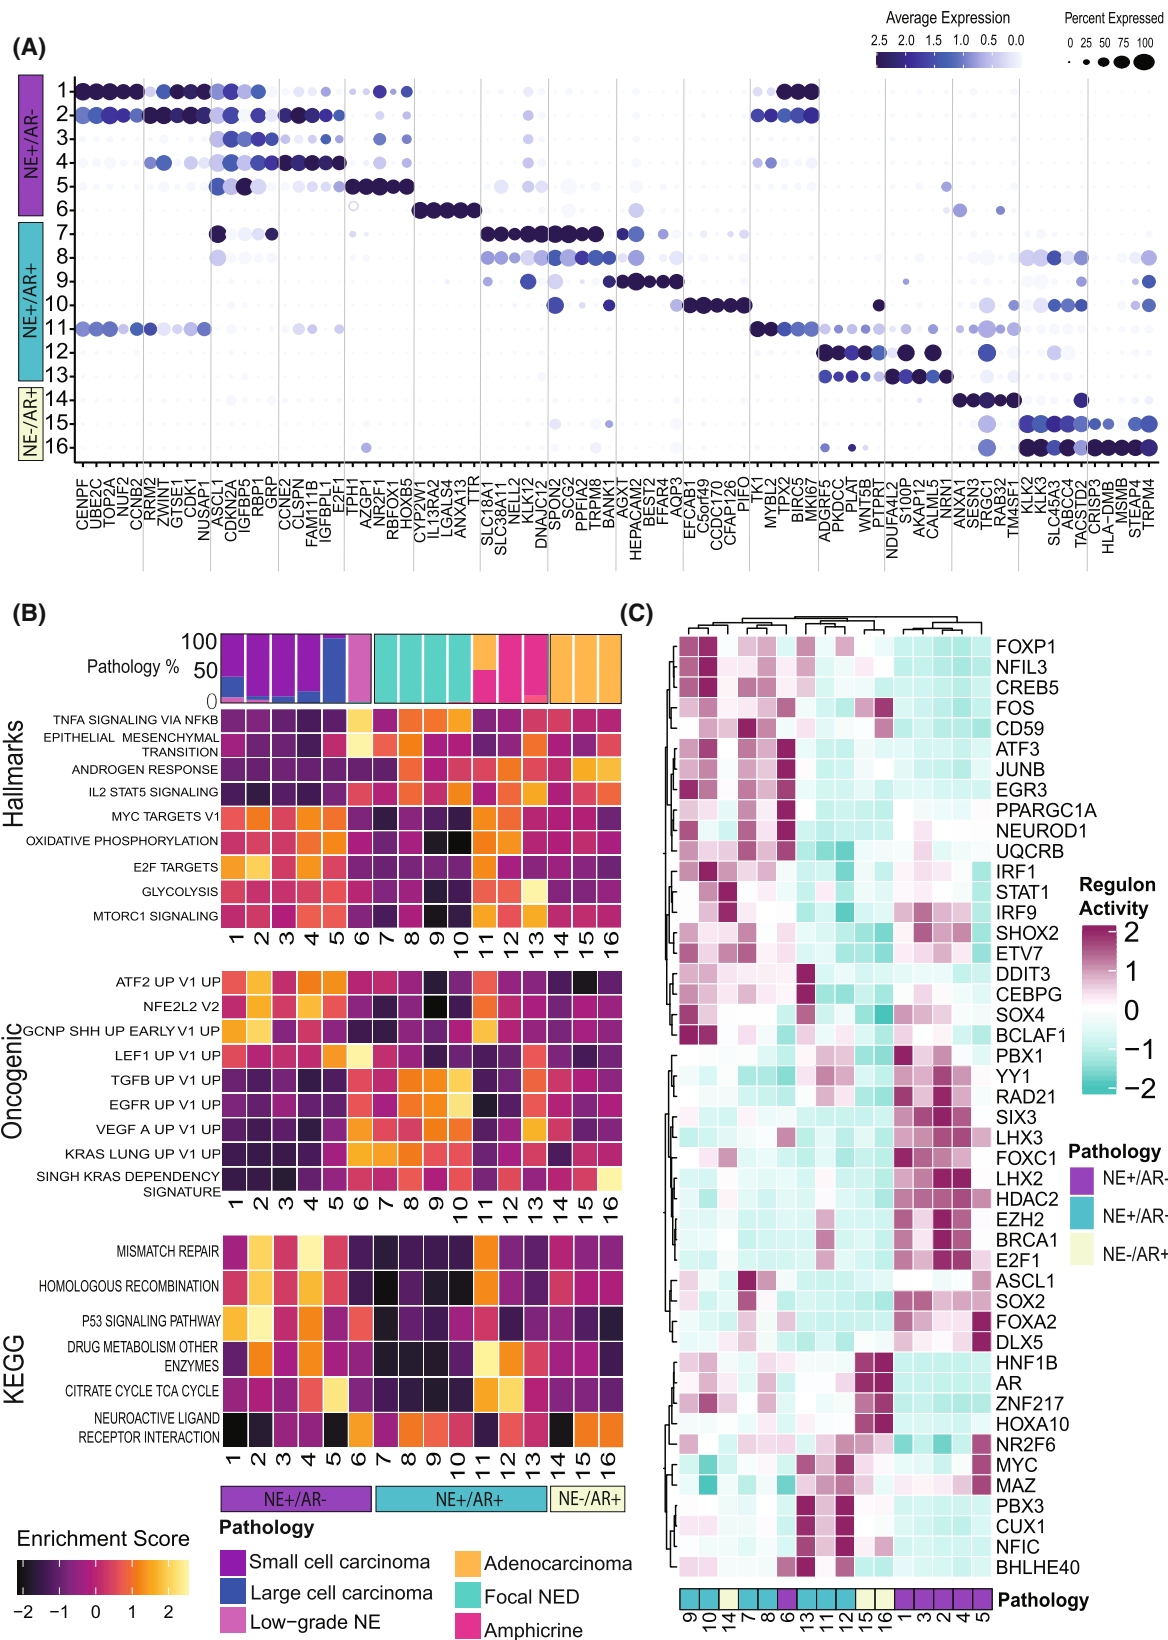 (A)
Average Expression
2.5 2.0 1.5 1.0 0.5 0.0
Percent Expressed
0 25 50 75 100
NE+/AR-
NE+/AR+
NE-/AR+
1
2
3
4
5
6
7
8
9
10
11
12
13
14
15
16
CENPF
UBE2C
TOP2A
NUF2
CCNB2
RRM2
ZWINT
GTSE1
CDK1
NUSAP1
ASCL1
CDKN2A
IGFBP5
RBP1
GRP
CCNE2
CLSPN
FAM111B
IGFBPL1
E2F1
TPH1
AZGP1
NR2F1
RBFOX1
HOXB5
CYP2W1
IL13RA2
LGALS4
ANXA13
TTR
SLC18A1
SLC38A11
NELL2
KLK12
DNAJC12
SPON2
SCG2
PPFIA2
TRPM8
BANK1
AGXT
HEPACAM2
BEST2
FFAR4
AQP3
EFCAB1
C5orf49
CCDC170
CFAP126
PIFO
TK1
MYBL2
TPX2
BIRC5
MKI67
ADGRF5
PKDCC
PLAT
WNT5B
PTPRT
NDUFA4L2
S100P
AKAP12
CALML5
NRN1
ANXA1
SESN3
TRGC1
RAB32
TM4SF1
KLK2
KLK3
SLC45A3
ABCC4
TACSTD2
CRISP3
HLA-DMB
MSMB
STEAP4
TRPM4
(B)
Pathology %
100
50
0
Hallmarks
TNFA SIGNALING VIA NFKB
EPITHELIAL MESENCHYMAL
TRANSITION
ANDROGEN RESPONSE
IL2 STAT5 SIGNALING
MYC TARGETS V1
OXIDATIVE PHOSPHORYLATION
E2F TARGETS
GLYCOLYSIS
MTORC1 SIGNALING
1 2 3 4 5 6 7 8 9 10 11 12 13 14 15 16
Oncogenic
ATF2 UP V1 UP
NFE2L2 V2
GCNP SHH UP EARLY V1 UP
LEF1 UP V1 UP
TGFB UP V1 UP
EGFR UP V1 UP
VEGF A UP V1 UP
KRAS LUNG UP V1 UP
SINGH KRAS DEPENDENCY
SIGNATURE
1 2 3 4 5 6 7 8 9 10 11 12 13 14 15 16
KEGG
MISMATCH REPAIR
HOMOLOGOUS RECOMBINATION
P53 SIGNALING PATHWAY
DRUG METABOLISM OTHER
ENZYMES
CITRATE CYCLE TCA CYCLE
NEUROACTIVE LIGAND
RECEPTOR INTERACTION
1 2 3 4 5 6 7 8 9 10 11 12 13 14 15 16
NE+/AR- NE+/AR+ NE-/AR+
Enrichment Score
−2 −1 0 1 2
Pathology
Small cell carcinoma
Large cell carcinoma
Low−grade NE
Adenocarcinoma
Focal NED
Amphicrine
(C)
FOXP1
NFIL3
CREB5
FOS
CD59
ATF3
JUNB
EGR3
PPARGC1A
NEUROD1
UQCRB
IRF1
STAT1
IRF9
SHOX2
ETV7
DDIT3
CEBPG
SOX4
BCLAF1
PBX1
YY1
RAD21
SIX3
LHX3
FOXC1
LHX2
HDAC2
EZH2
BRCA1
E2F1
ASCL1
SOX2
FOXA2
DLX5
HNF1B
AR
ZNF217
HOXA10
NR2F6
MYC
MAZ
PBX3
CUX1
NFIC
BHLHE40
Pathology
9 10 14 7 8 6 13 11 12 15 16 1 3 2 4 5
Regulon
Activity
2
1
0
−1
−2
Pathology
NE+/AR-
NE+/AR-
NE-/AR+